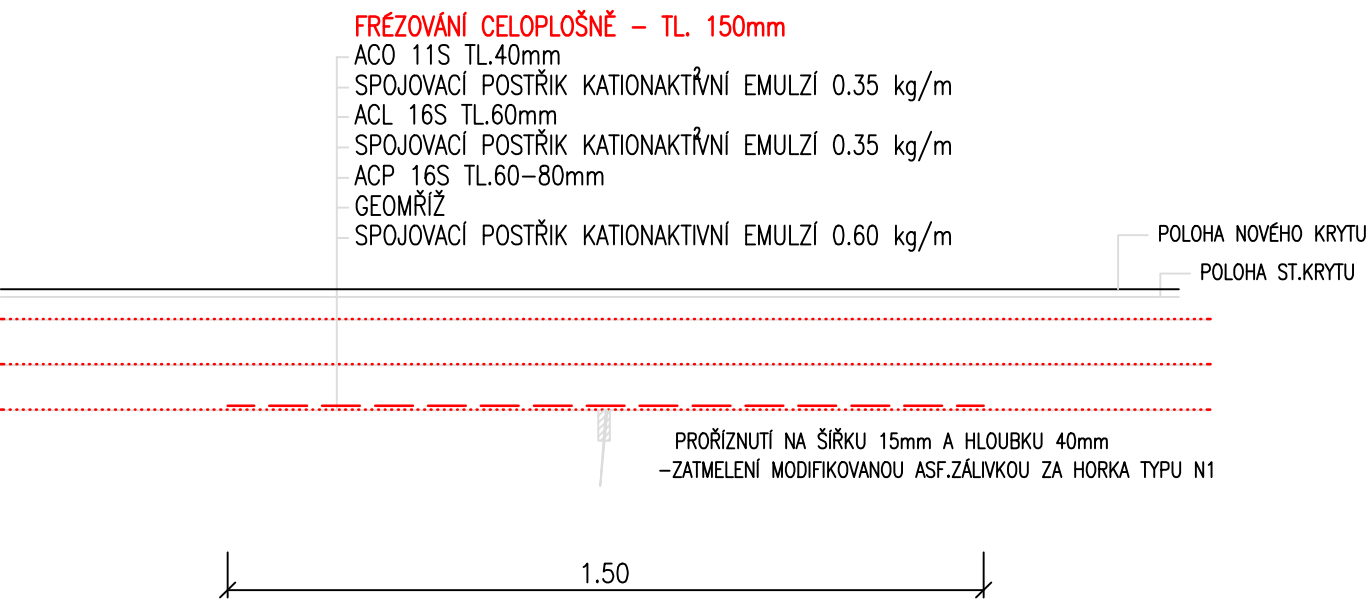 FRÉZOVÁNÍ CELOPLOŠNĚ – TL. 150mm
ACO 11S TL.40mm
SPOJOVACÍ POSTŘIK KATIONAKTIVNÍ EMULZÍ 0.35 kg/m2
ACL 16S TL.60mm
SPOJOVACÍ POSTŘIK KATIONAKTIVNÍ EMULZÍ 0.35 kg/m2
ACP 16S TL.60–80mm
GEOMŘÍŽ
SPOJOVACÍ POSTŘIK KATIONAKTIVNÍ EMULZÍ 0.60 kg/m
POLOHA NOVÉHO KRYTU
POLOHA ST.KRYTU
PROŘÍZNUTÍ NA ŠÍŘKU 15mm A HLOUBKU 40mm
–ZATMELENÍ MODIFIKOVANOU ASF.ZÁLIVKOU ZA HORKA TYPU N1
1.50